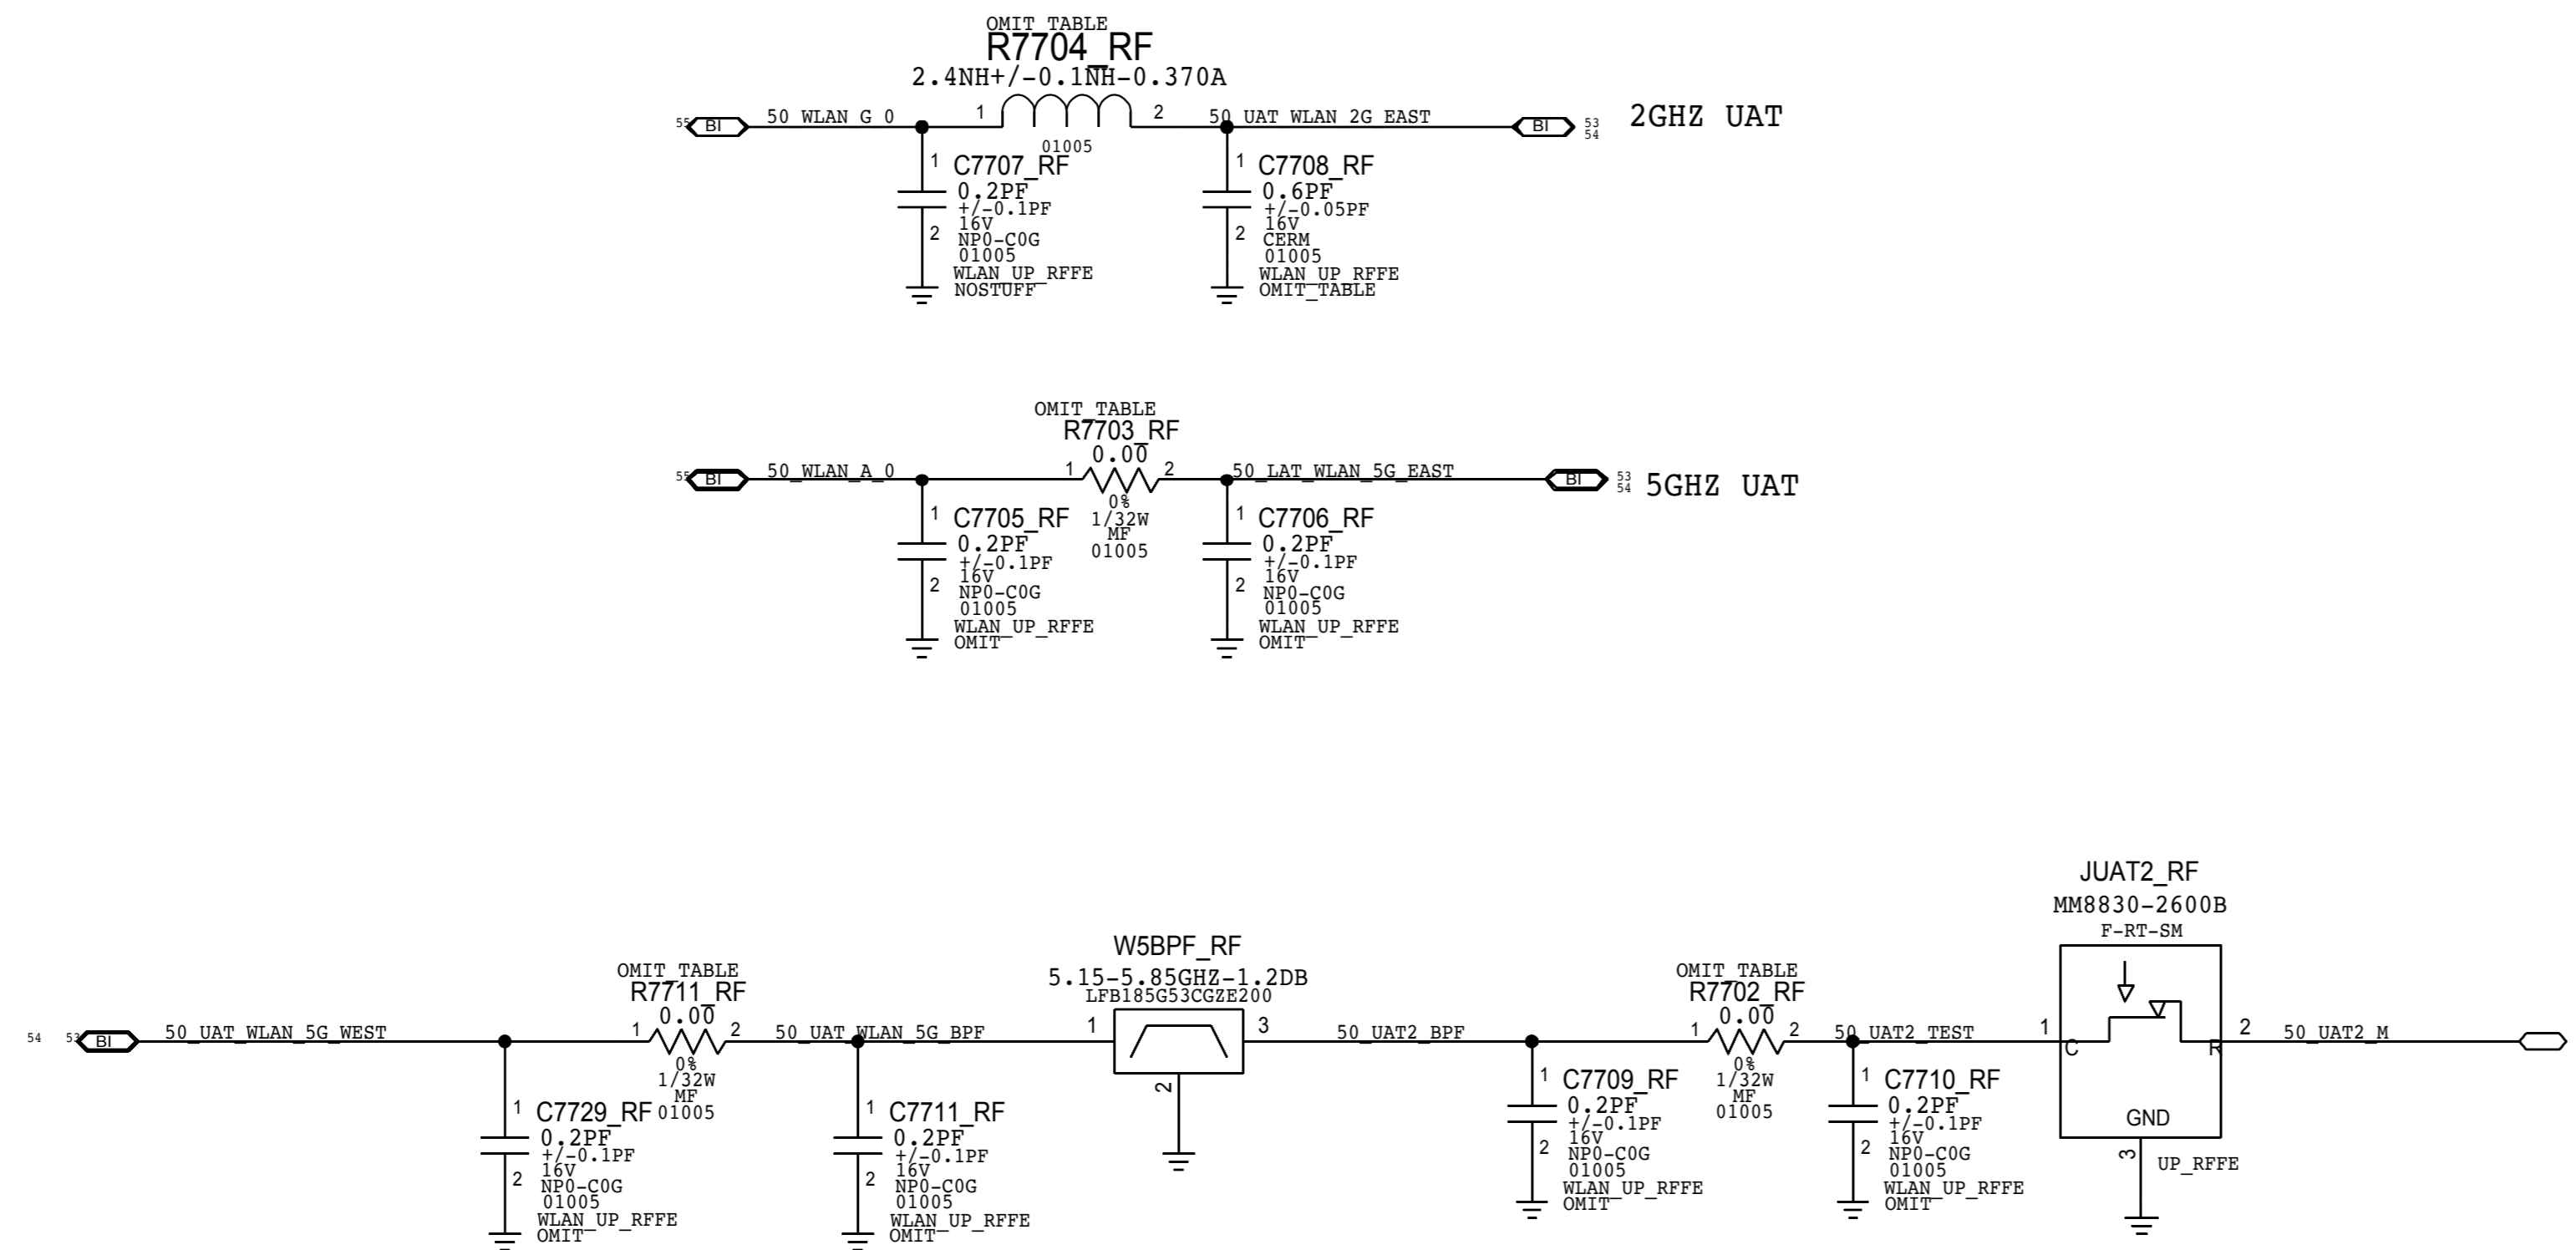 OMIT_TABLE
R7704_RF
2.4NH+/-0.1NH-0.370A
55
BI
50_WLAN_G_0
1
2
50_UAT_WLAN_2G_EAST
BI
53
54
2GHZ UAT
01005
1
C7707_RF
0.2PF
+/-0.1PF
16V
2
NP0-C0G
01005
WLAN_UP_RFFE
NOSTUFF
1
C7708_RF
0.6PF
+/-0.05PF
16V
2
CERM
01005
WLAN_UP_RFFE
OMIT_TABLE
OMIT_TABLE
R7703_RF
0.00
55
BI
50_WLAN_A_0
1
2
50_LAT_WLAN_5G_EAST
BI
53
54
5GHZ UAT
0%
1/32W
MF
01005
1
C7705_RF
0.2PF
+/-0.1PF
16V
2
NP0-C0G
01005
WLAN_UP_RFFE
OMIT
1
C7706_RF
0.2PF
+/-0.1PF
16V
2
NP0-C0G
01005
WLAN_UP_RFFE
OMIT
JUAT2_RF
MM8830-2600B
F-RT-SM
W5BPF_RF
5.15-5.85GHZ-1.2DB
LFB185G53CGZE200
OMIT_TABLE
R7711_RF
0.00
OMIT_TABLE
R7702_RF
0.00
54
53
BI
50_UAT_WLAN_5G_WEST
1
2
50_UAT_WLAN_5G_BPF
1
3
50_UAT2_BPF
1
2
50_UAT2_TEST
1
C
R
2
50_UAT2_M
0%
1/32W
MF
01005
2
0%
1/32W
MF
01005
1
C7729_RF
0.2PF
+/-0.1PF
16V
2
NP0-C0G
01005
WLAN_UP_RFFE
OMIT
1
C7711_RF
0.2PF
+/-0.1PF
16V
2
NP0-C0G
01005
WLAN_UP_RFFE
OMIT
1
C7709_RF
0.2PF
+/-0.1PF
16V
2
NP0-C0G
01005
WLAN_UP_RFFE
OMIT
1
C7710_RF
0.2PF
+/-0.1PF
16V
2
NP0-C0G
01005
WLAN_UP_RFFE
OMIT
GND
3
UP_RFFE